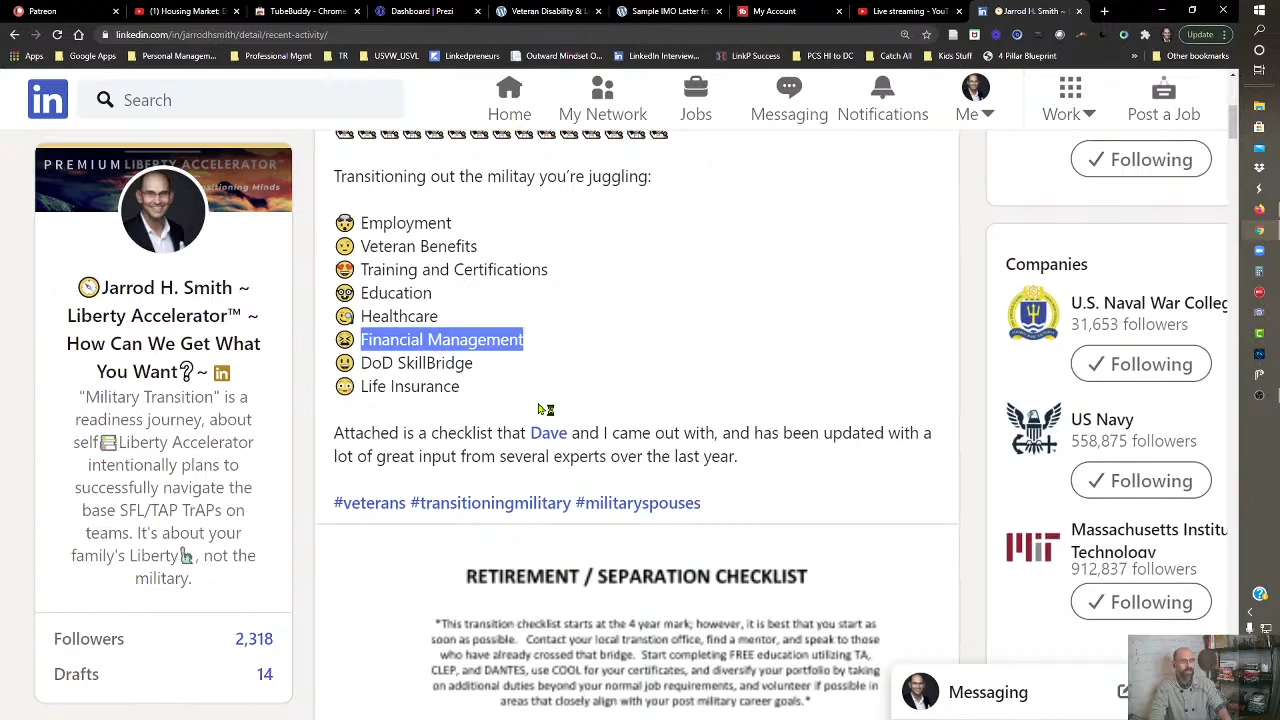 Patreon
[1] Housing Market: B
TubeBuddy - Chrome
Dashboard | Prezi
Veteran Disability & L
Sample IMO Letter fro
My Account
Live streaming - YouT
Jarrod H. Smith ~
Update
linkedin.com/in/jarrodhsmith/detail/recent-activity/
Apps
Google Apps
Personal Manageme...
Professional Mgmt
TR
USVW_USVL
Linkedpreneurs
Outward Mindset O...
LinkedIn Interview...
LinkP Success
PCS HI to DC
Catch All
Kids Stuff
4 Pillar Blueprint
Other bookmarks
in
Search
Home
My Network
Jobs
Messaging
Notifications
Me
Work
Post a Job
PREMIUM
LIBERTY ACCELERATOR™
Jarrod H. Smith ~
Liberty Accelerator™ ~
How Can We Get What
You Want? ~ in
"Military Transition" is a
readiness journey, about
self Liberty Accelerator
intentionally plans to
successfully navigate the
base SFL/TAP TrAPs on
teams. It's about your
family's Liberty, not the
military.
Followers 2,318
Drafts 14
Transitioning out the militay you're juggling:
Employment
Veteran Benefits
Training and Certifications
Education
Healthcare
Financial Management
DoD SkillBridge
Life Insurance
Attached is a checklist that Dave and I came out with, and has been updated with a
lot of great input from several experts over the last year.
#veterans #transitioningmilitary #militaryspouses
RETIREMENT / SEPARATION CHECKLIST
*This transition checklist starts at the 4 year mark; however, it is best that you start as
soon as possible. Contact your local transtion office, find a mentor, and speak to those
who have already crossed that bridge. Start completing FREE education utilizing TA,
CLEP, and DANTES, use COOL for your certificates, and diversify your portfolio by taking
on additional duties beyond your normal job requirements, and volunteer if possible in
areas that closely align with your post military career goals.*
Following
Companies
U.S. Naval War Colleg
31,653 followers
Following
US Navy
558,875 followers
Following
Massachusetts Institu
Technology
912,837 followers
Following
Messaging